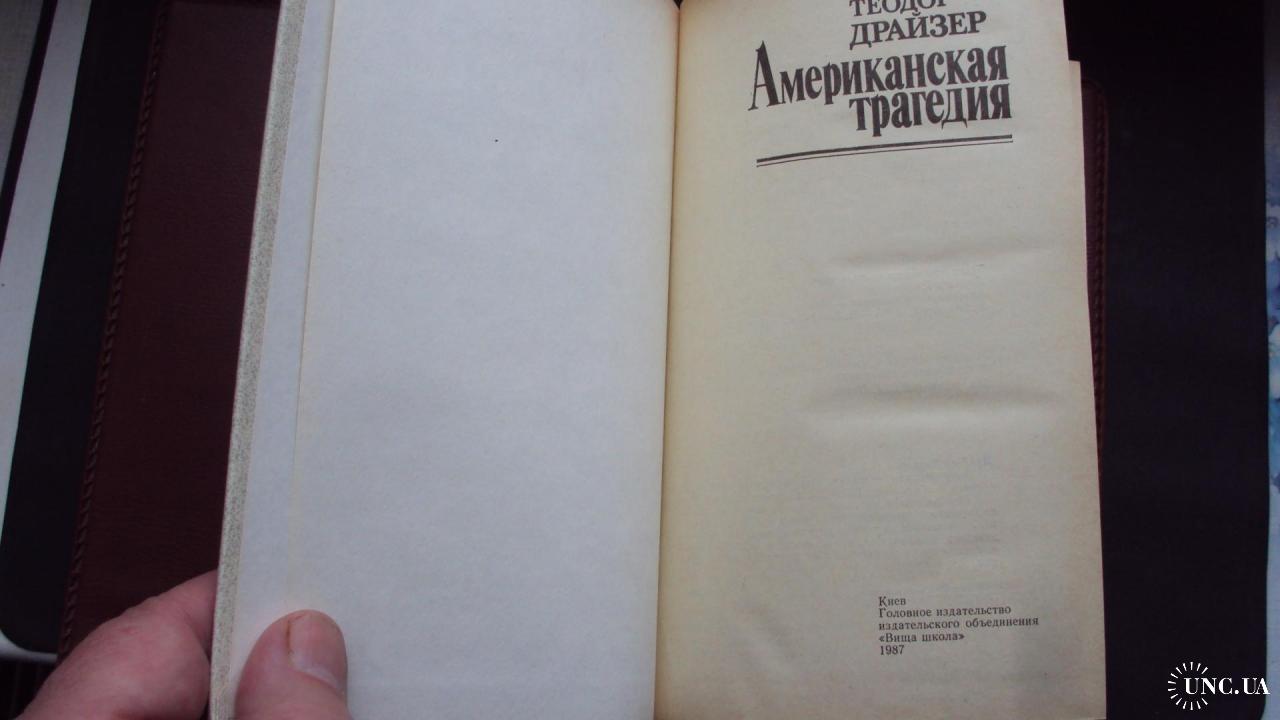 ТЕОДОР
ДРАЙЗЕР
Американская
трагедия
Киев
Головное издательство
издательского объединения
«Вища школа»
1987
UNC.UA